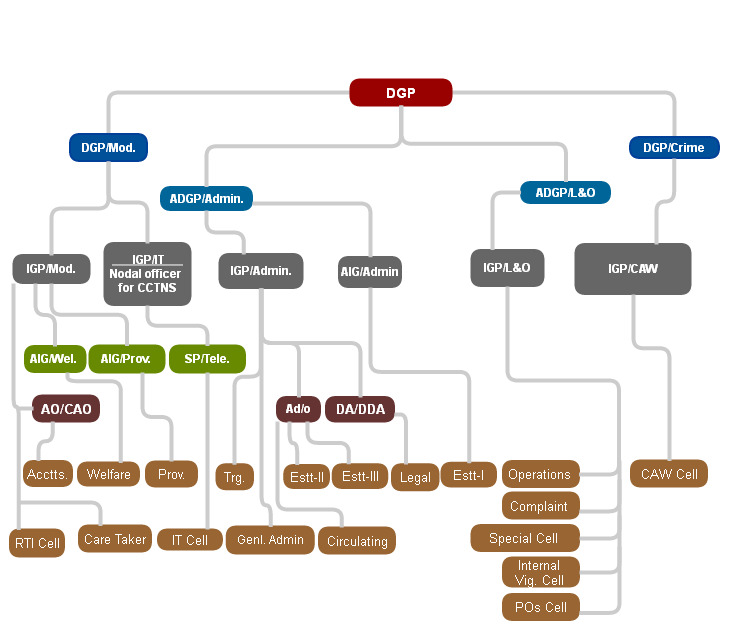 DGP
DGP/Mod.
DGP/Crime
ADGP/Admin.
ADGP/L&O
IGP/Mod.
IGP/IT
Nodal officer
for CCTNS
IGP/Admin.
AIG/Admin
IGP/L&O
IGP/CAW
AIG/Wel.
AIG/Prov.
SP/Tele.
AO/CAO
Ad/o
DA/DDA
Acctts.
Welfare
Prov.
Trg.
Estt-II
Estt-III
Legal
Estt-I
Operations
CAW Cell
Complaint
RTI Cell
Care Taker
IT Cell
Genl. Admin
Circulating
Special Cell
Internal
Vig. Cell
POs Cell